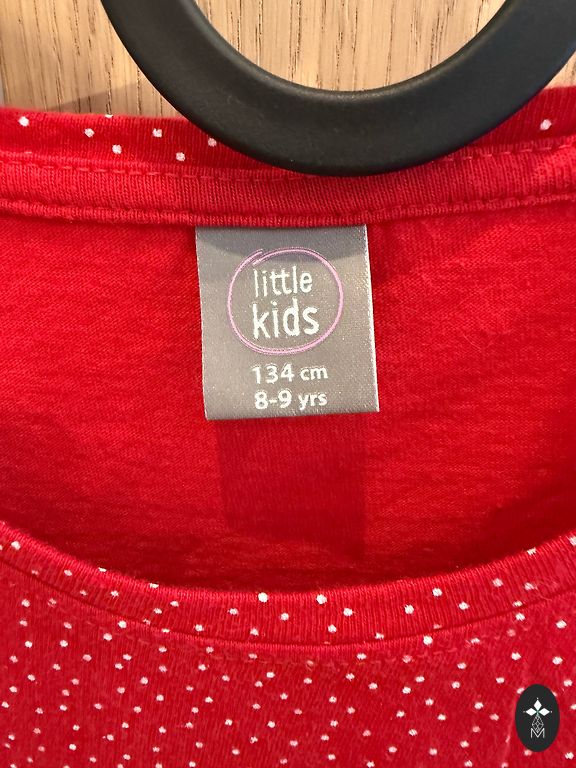 little
kids
134 cm
8-9 yrs
M